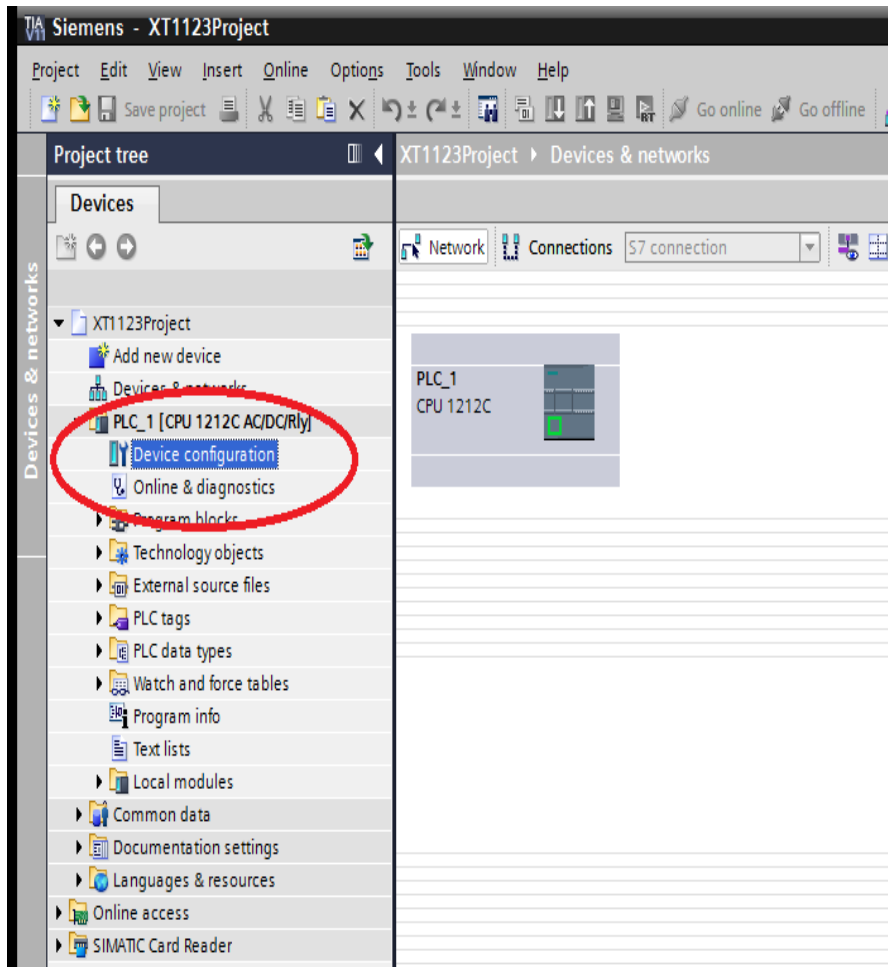 TIA V11 Siemens - XT1123Project
Project Edit View Insert Online Options Tools Window Help
Save project RT Go online Go offline
Project tree
XT1123Project ▸ Devices & networks
Devices
Network Connections S7 connection
Devices & networks
XT1123Project
Add new device
Devices & networks
PLC_1 [CPU 1212C AC/DC/Rly]
Device configuration
Online & diagnostics
Program blocks
Technology objects
External source files
PLC tags
PLC data types
Watch and force tables
Program info
Text lists
Local modules
Common data
Documentation settings
Languages & resources
Online access
SIMATIC Card Reader
PLC_1
CPU 1212C